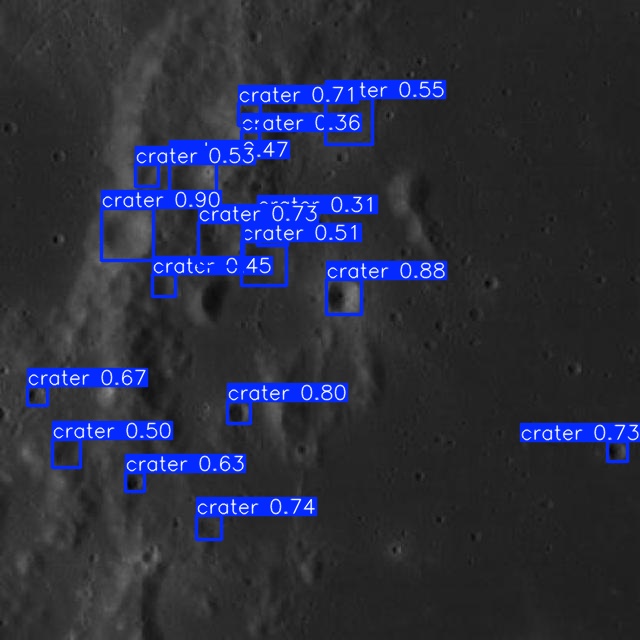 crater 0.71
ter 0.55
crater 0.36
.47
crater 0.53
crater 0.90
0.31
crater 0.73
crater 0.51
crater 0.45
crater 0.88
crater 0.67
crater 0.80
crater 0.50
crater 0.73
crater 0.63
crater 0.74